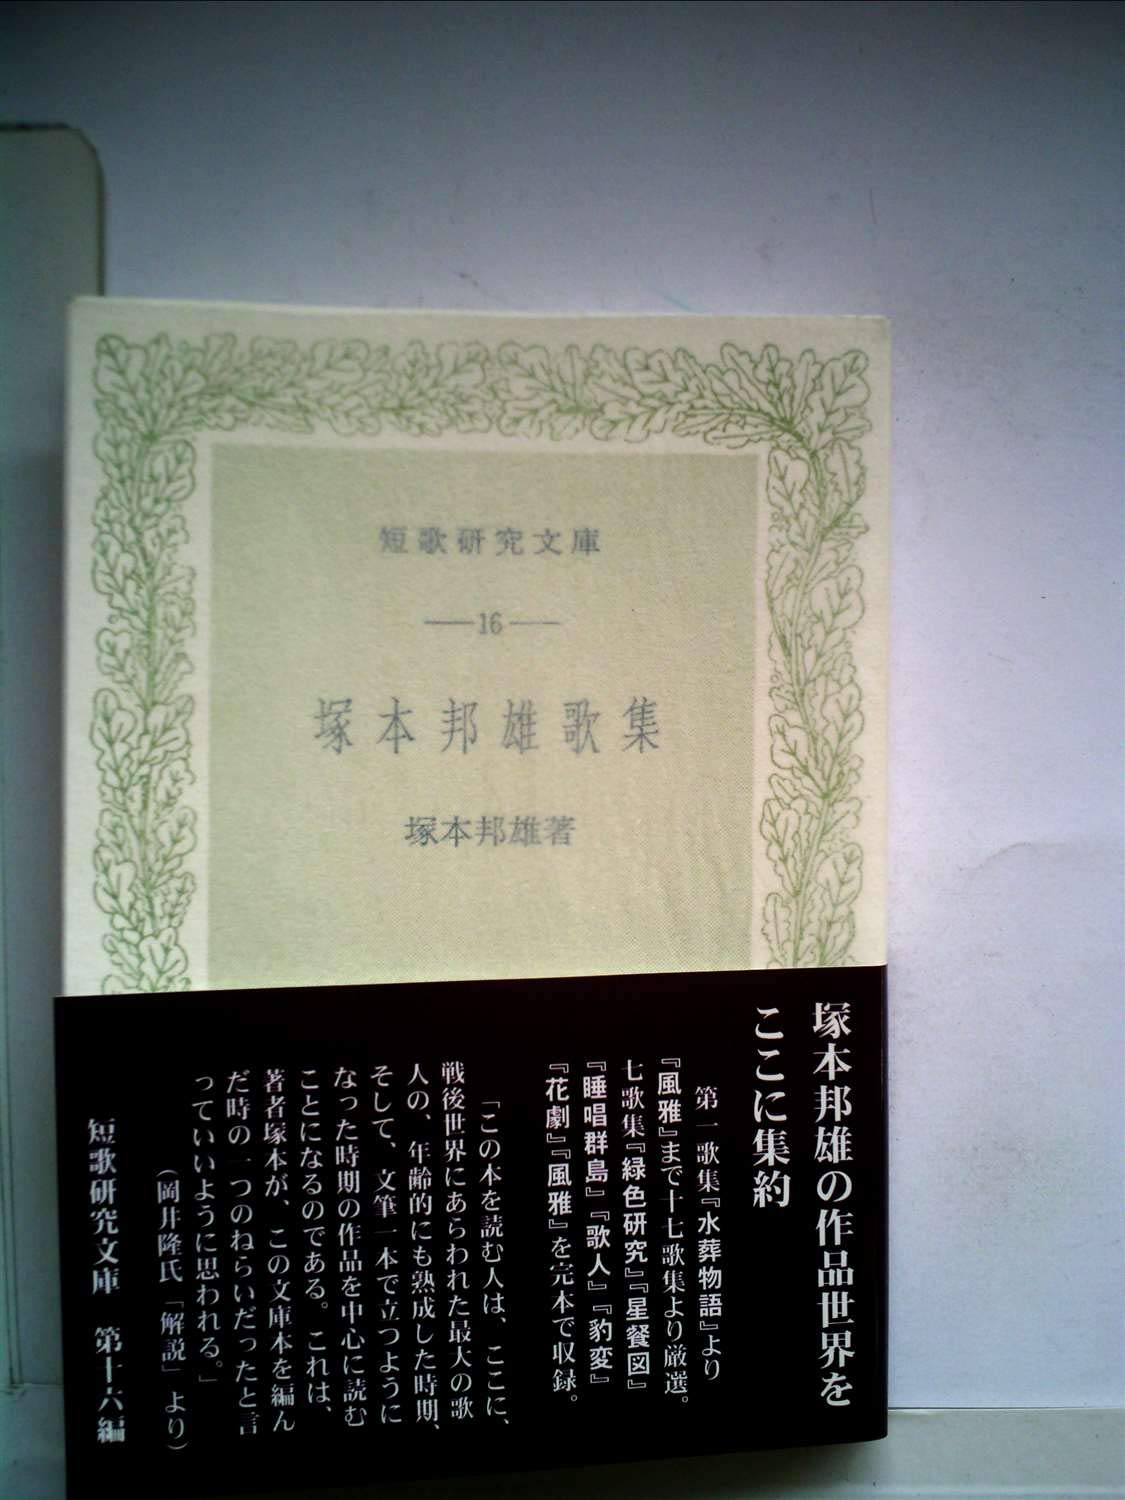 短歌研究文庫
—16—
塚本邦雄歌集
塚本邦雄著
塚本邦雄の作品世界を
ここに集約
第一歌集『水葬物語』より
『風雅』まで十七歌集より厳選。
七歌集『緑色研究』『星餐図』
『睡唱群島』『歌人』『豹変』
『花劇』『風雅』を完本で収録。
「この本を読む人は、ここに、
戦後世界にあらわれた最大の歌
人の、年齢的にも熟成した時期、
そして、文筆一本で立つように
なった時期の作品を中心に読む
ことになるのである。これは、
著者塚本が、この文庫本を編ん
だ時の一つのねらいだったと言
っていいように思われる。」
(岡井隆氏「解説」より)
短歌研究文庫 第十六編